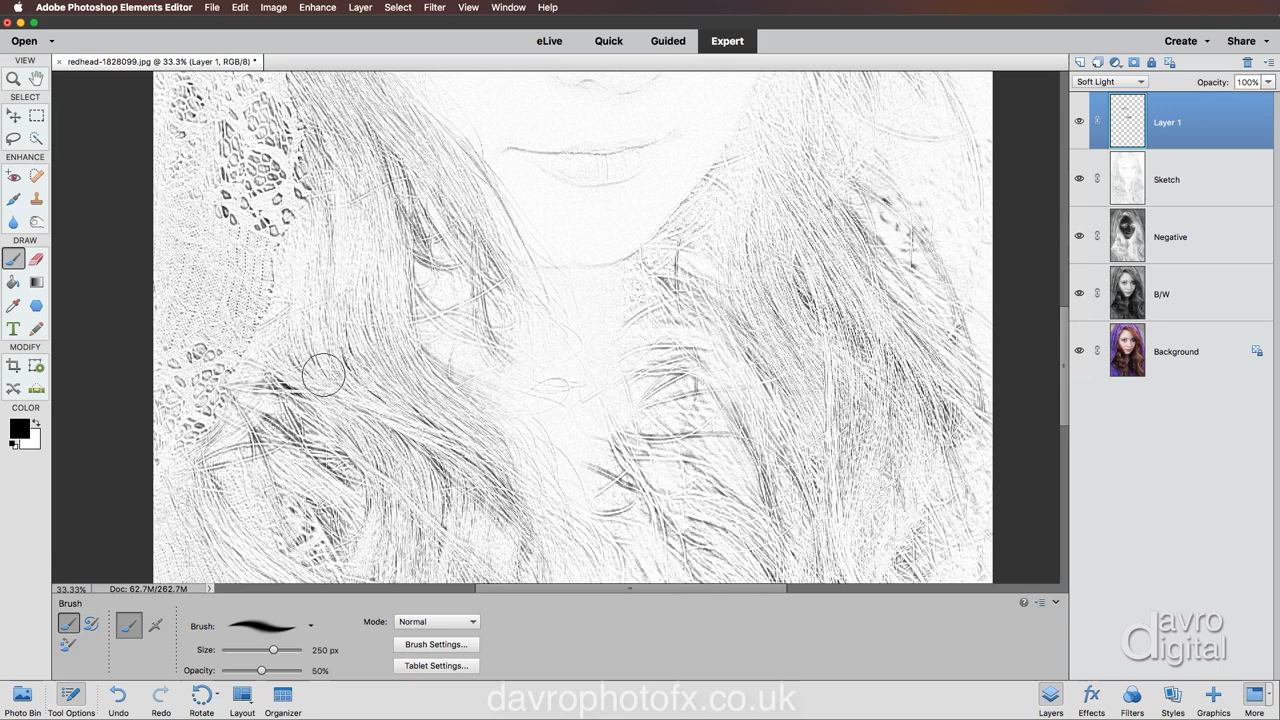 Adobe Photoshop Elements Editor File Edit Image Enhance Layer Select Filter View Window Help
Open eLive Quick Guided Expert Create Share
VIEW × redhead-1828099.jpg @ 33.3% (Layer 1, RGB/8) *
Soft Light Opacity: 100%
SELECT
Layer 1
ENHANCE
Sketch
DRAW
Negative
B/W
MODIFY
Background
COLOR
33.33% Doc: 62.7M/262.7M
Brush
Brush: Mode: Normal
Size: 250 px Brush Settings...
Opacity: 50% Tablet Settings...
davro
digital
Photo Bin Tool Options Undo Redo Rotate Layout Organizer davrophotofx.co.uk Layers Effects Filters Styles Graphics More